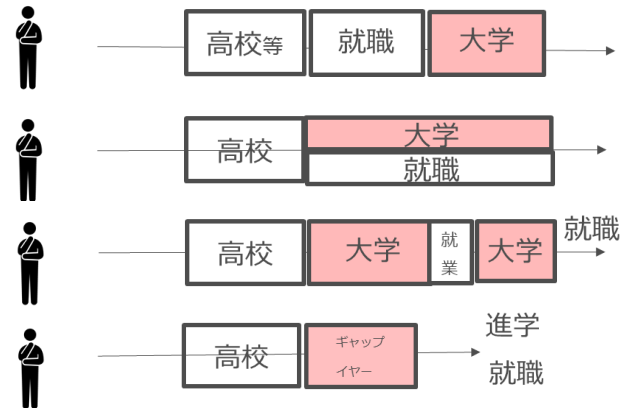 高校等 就職 大学
高校 大学
就職
高校 大学 就業 大学 就職
高校 ギャップイヤー 進学
就職